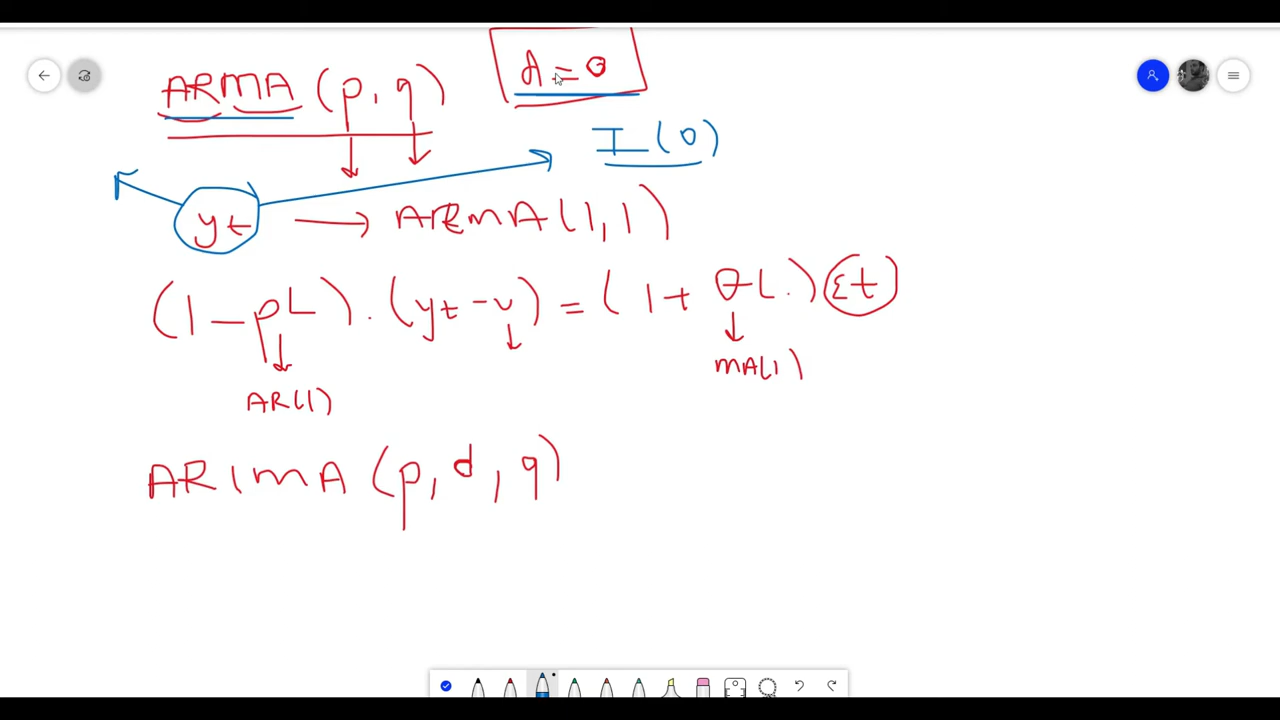 ARMA (p, q)
d = 0
I (0)
yt → ARMA(1,1)
(1 - ρL) . (yt - υ) = (1 + θL.) εt
AR(1)
MA(1)
ARIMA (p, d, q)